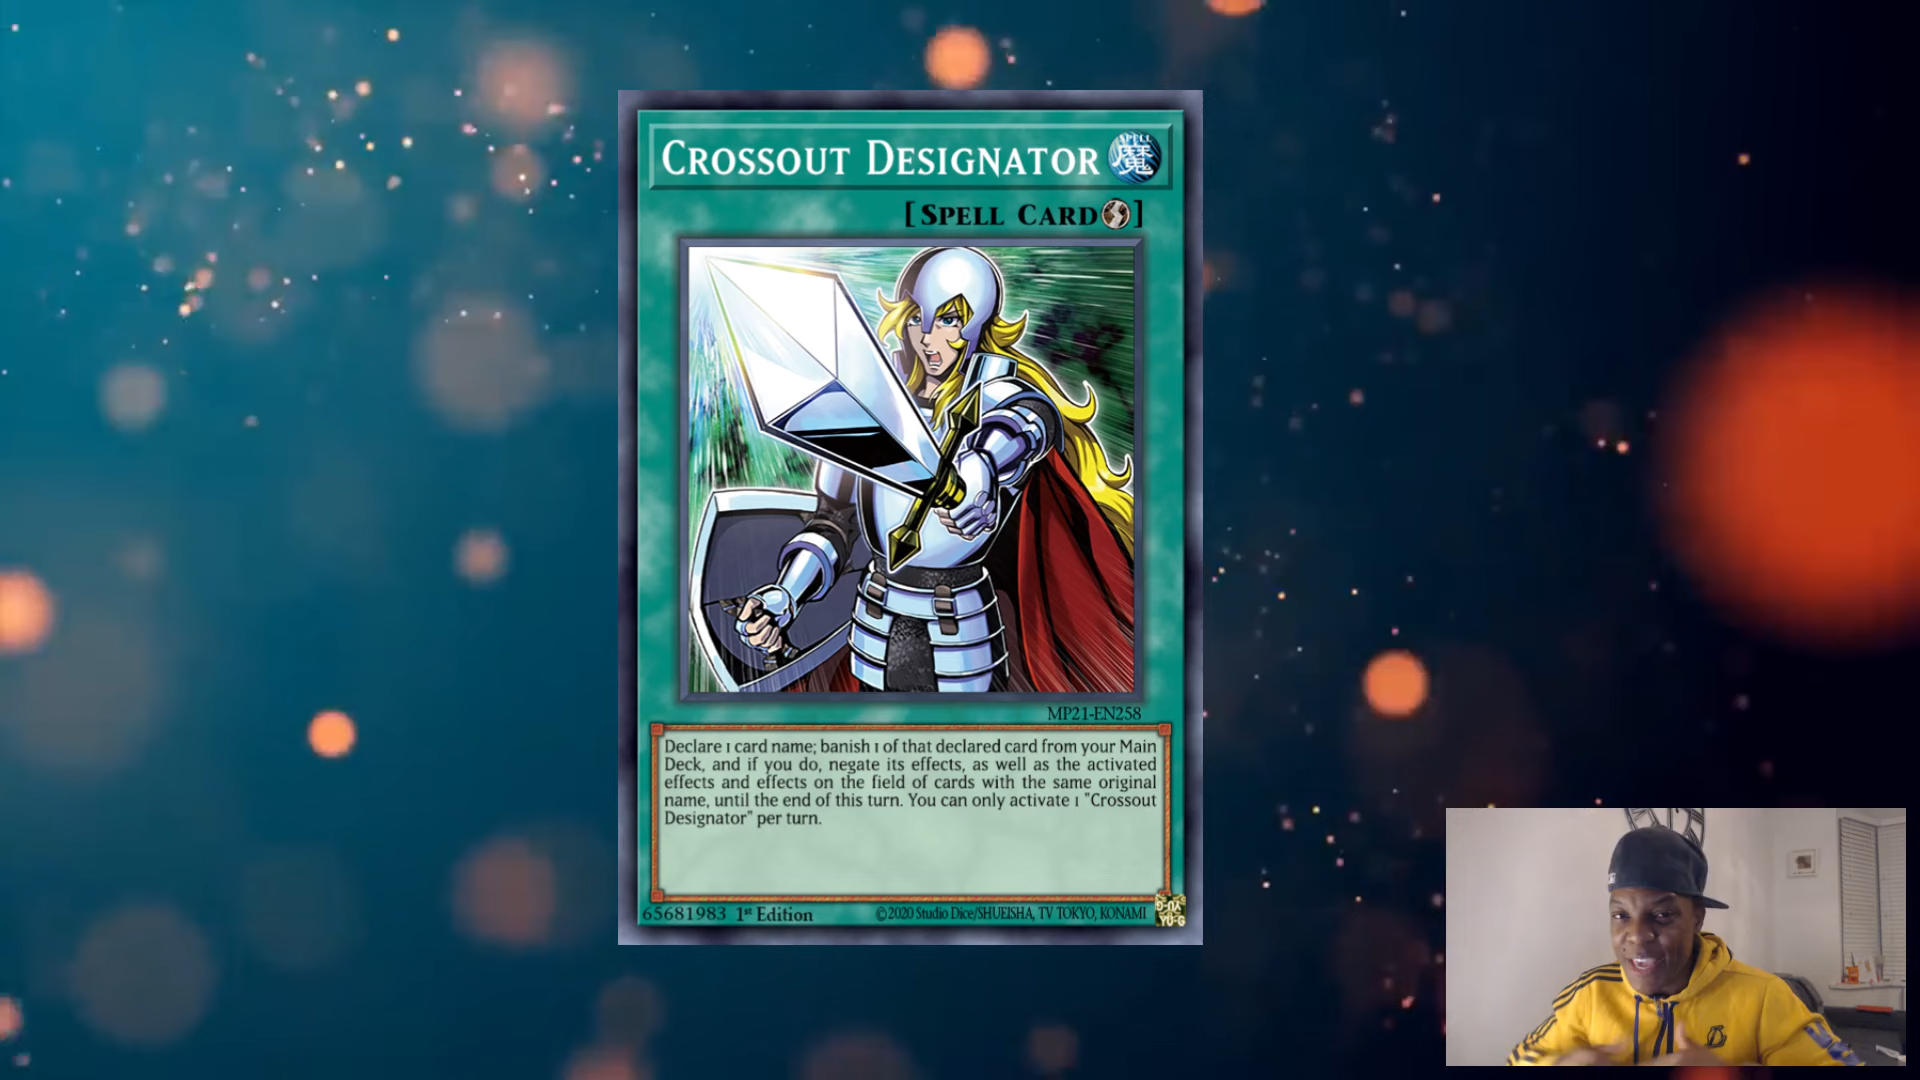 CROSSOUT DESIGNATOR
SPELL
魔
[SPELL CARD]
MP21-EN258
Declare 1 card name; banish 1 of that declared card from your Main
Deck, and if you do, negate its effects, as well as the activated
effects and effects on the field of cards with the same original
name, until the end of this turn. You can only activate 1 "Crossout
Designator" per turn.
65681983 1st Edition
©2020 Studio Dice/SHUEISHA, TV TOKYO, KONAMI